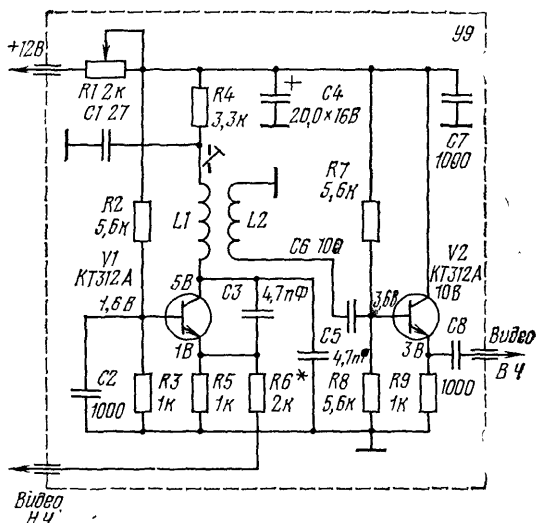 У9
+12В
R1 2к
C1 27
R4
3,3к
C4
20,0×16В
C7
1000
R2
5,6к
R7
5,6к
L1
L2
V1
КТ312А
C6 100
V2
КТ312А
10В
5В
C3
4,7пФ
1,6В
3,6В
1В
C5
4,7пФ
*
3В
C8
1000
Видео
В Ч
C2
1000
R3
1к
R5
1к
R6
2к
R8
5,6к
R9
1к
Видео
Н Ч